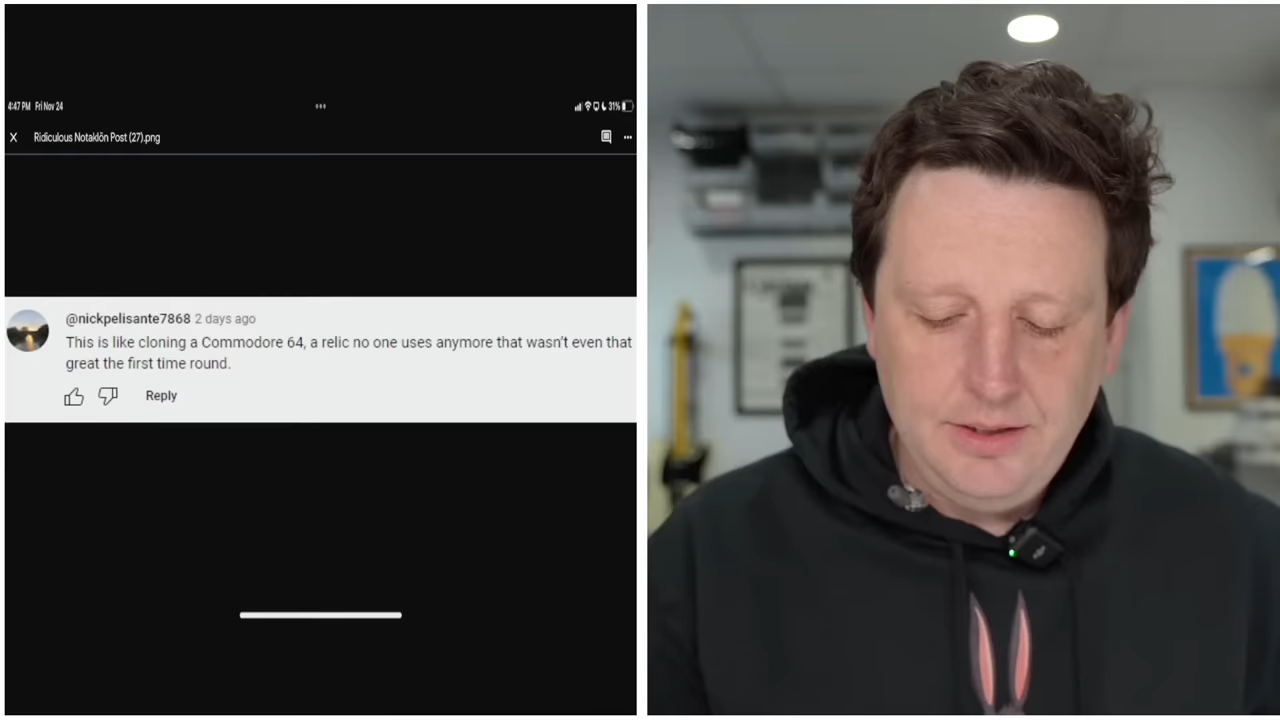 4:47 PM Fri Nov 24
31%
Ridiculous Notaklön Post (27).png
@nickpelisante7868 2 days ago
This is like cloning a Commodore 64, a relic no one uses anymore that wasn't even that
great the first time round.
Reply